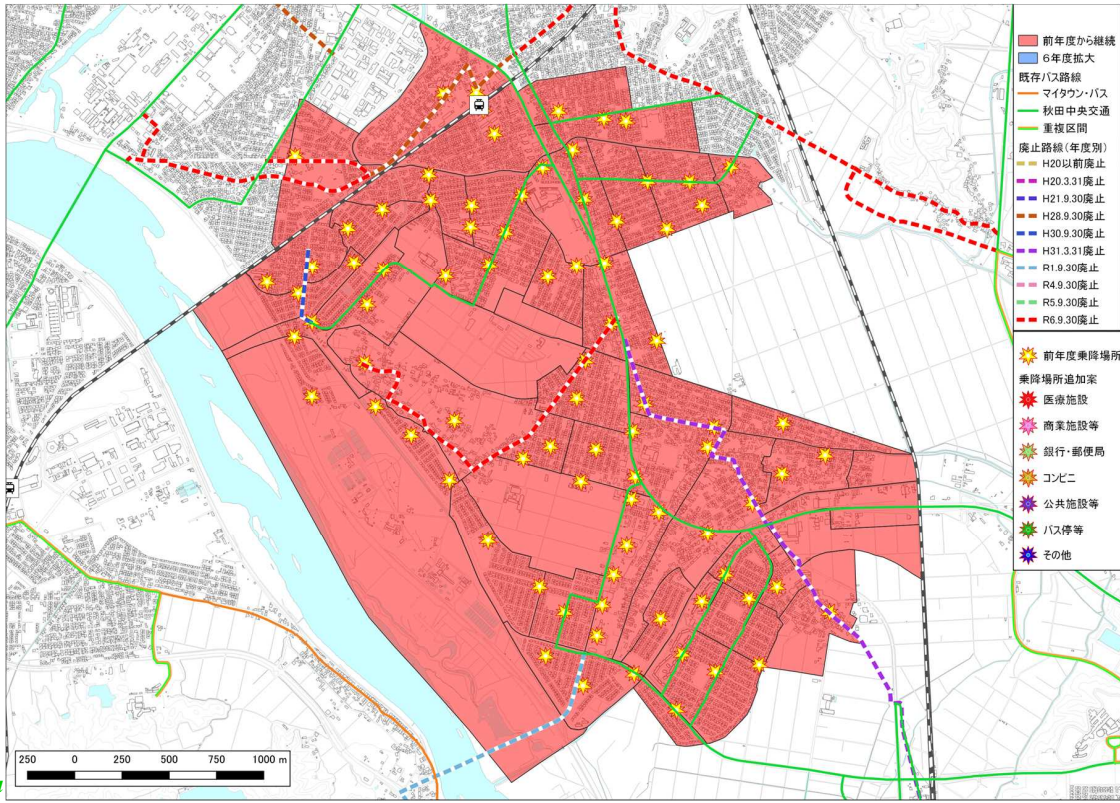 前年度から継続
6年度拡大
既存バス路線
マイタウン・バス
秋田中央交通
重複区間
廃止路線(年度別)
H20以前廃止
H20.3.31廃止
H21.9.30廃止
H28.9.30廃止
H30.9.30廃止
H31.3.31廃止
R1.9.30廃止
R4.9.30廃止
R5.9.30廃止
R6.9.30廃止
前年度乗降場所
乗降場所追加案
医療施設
商業施設等
銀行・郵便局
コンビニ
公共施設等
バス停等
その他
250 0 250 500 750 1000 m